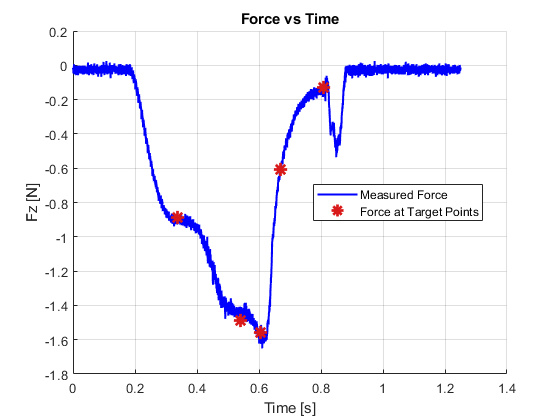 Force vs Time
0.2
0
-0.2
-0.4
-0.6
-0.8
-1
-1.2
-1.4
-1.6
-1.8
Fz [N]
Measured Force
Force at Target Points
0 0.2 0.4 0.6 0.8 1 1.2 1.4
Time [s]